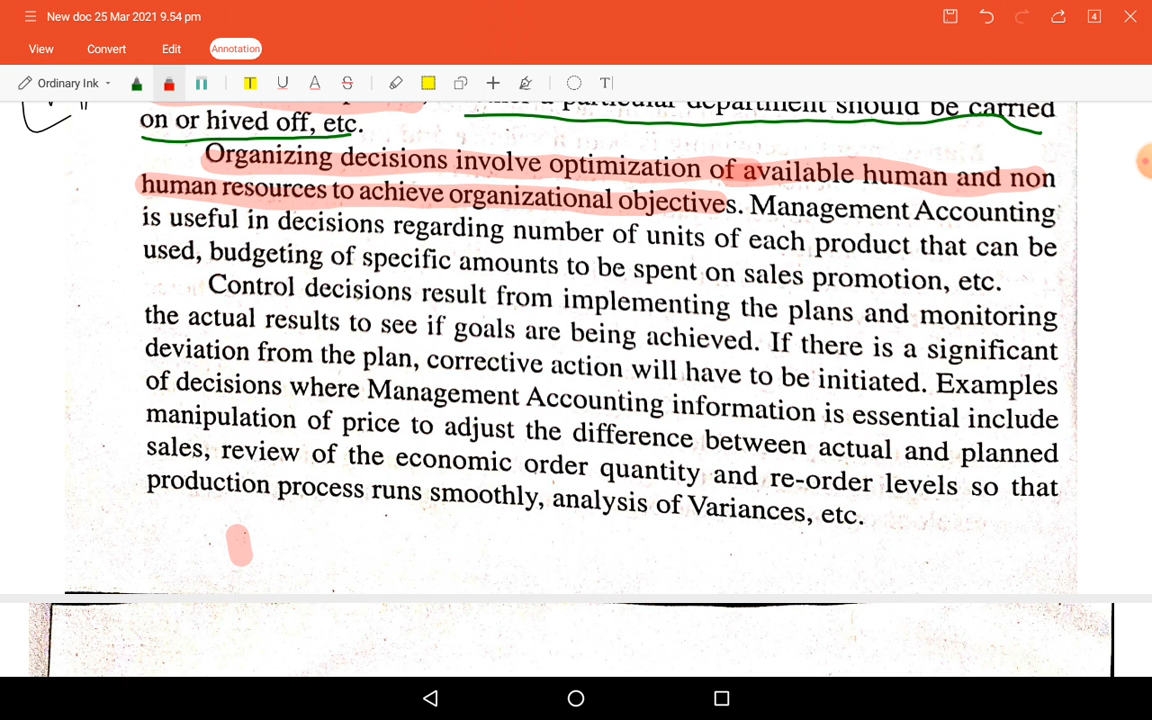 New doc 25 Mar 2021 9.54 pm
4
View Convert Edit Annotation
Ordinary Ink T U A S T
a particular department should be carried
on or hived off, etc.
Organizing decisions involve optimization of available human and non
human resources to achieve organizational objectives. Management Accounting
is useful in decisions regarding number of units of each product that can be
used, budgeting of specific amounts to be spent on sales promotion, etc.
Control decisions result from implementing the plans and monitoring
the actual results to see if goals are being achieved. If there is a significant
deviation from the plan, corrective action will have to be initiated. Examples
of decisions where Management Accounting information is essential include
manipulation of price to adjust the difference between actual and planned
sales, review of the economic order quantity and re-order levels so that
production process runs smoothly, analysis of Variances, etc.